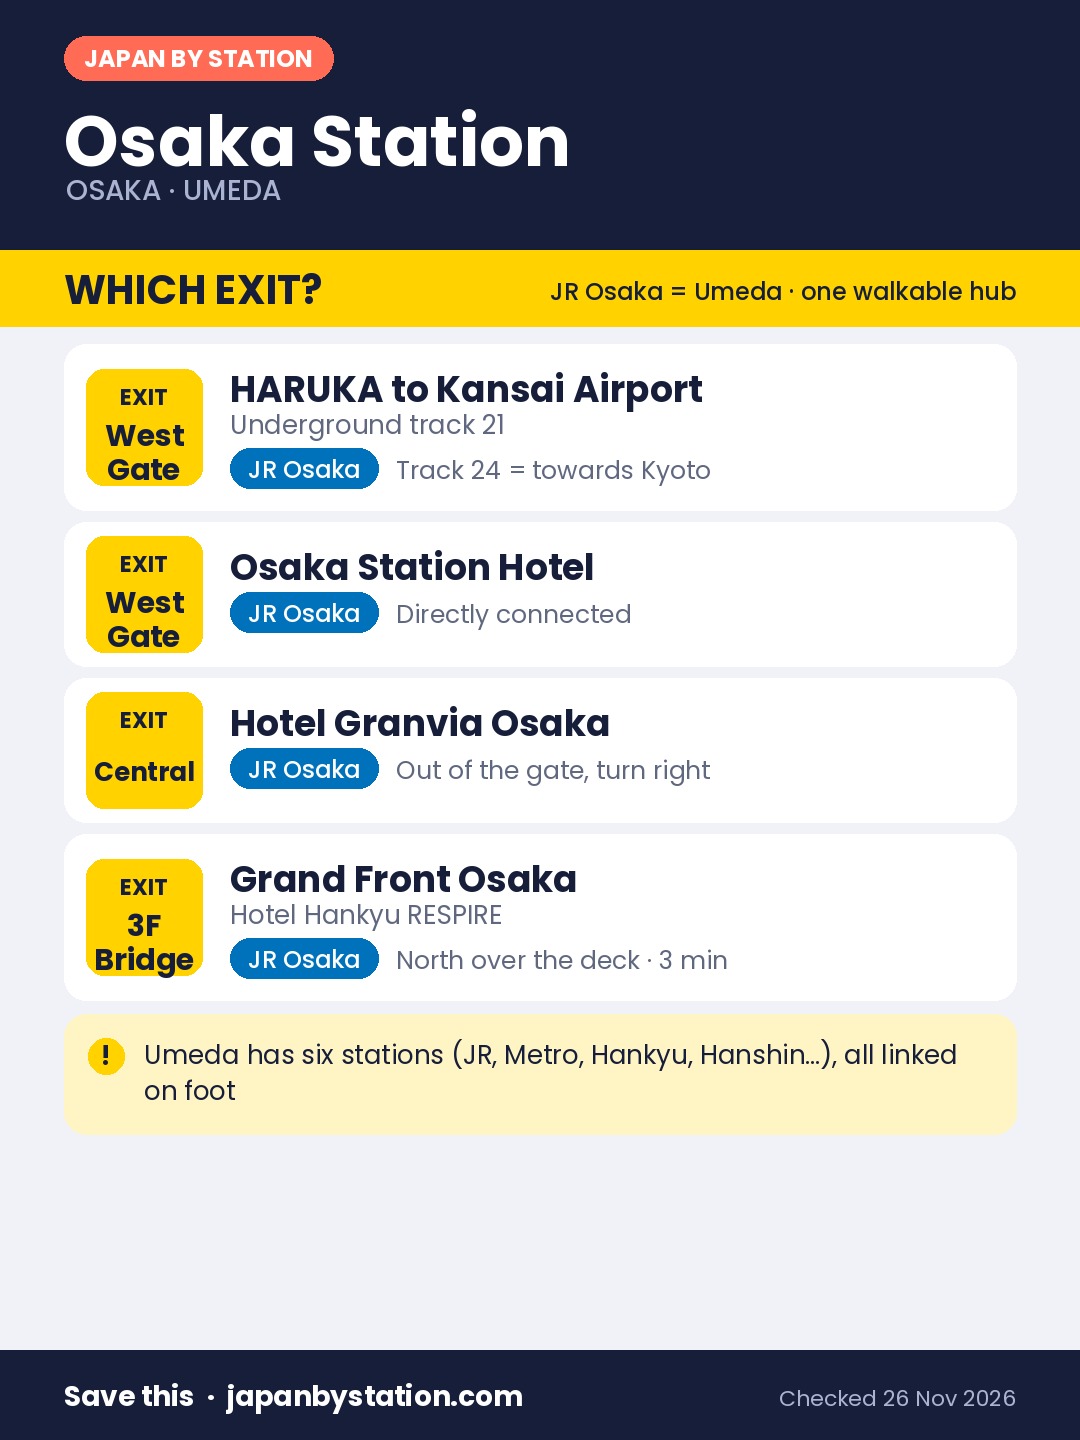 JAPAN BY STATION
Osaka Station
OSAKA · UMEDA
WHICH EXIT?
JR Osaka = Umeda · one walkable hub
EXIT
West
Gate
HARUKA to Kansai Airport
Underground track 21
JR Osaka
Track 24 = towards Kyoto
EXIT
West
Gate
Osaka Station Hotel
JR Osaka
Directly connected
EXIT
Central
Hotel Granvia Osaka
JR Osaka
Out of the gate, turn right
EXIT
3F
Bridge
Grand Front Osaka
Hotel Hankyu RESPIRE
JR Osaka
North over the deck · 3 min
!
Umeda has six stations (JR, Metro, Hankyu, Hanshin...), all linked
on foot
Save this · japanbystation.com
Checked 26 Nov 2026